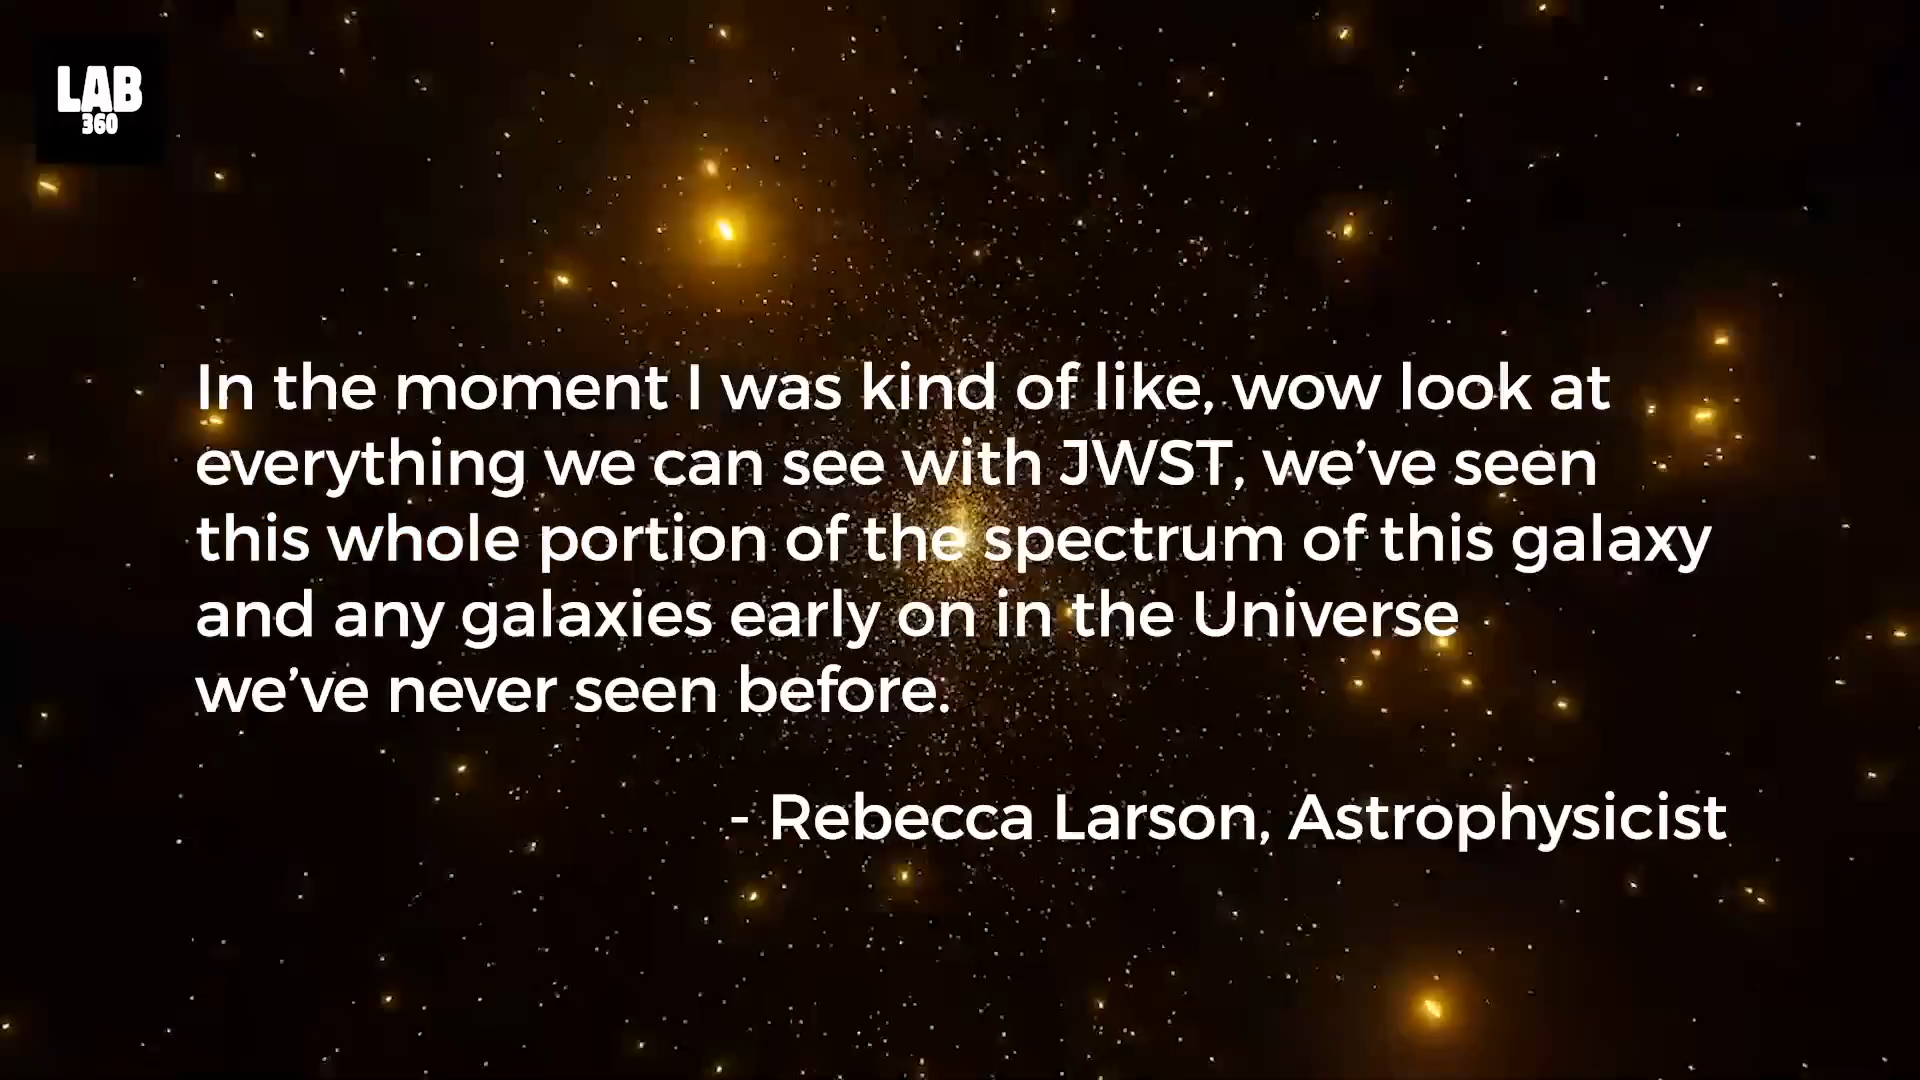 LAB
360
In the moment I was kind of like, wow look at
everything we can see with JWST, we’ve seen
this whole portion of the spectrum of this galaxy
and any galaxies early on in the Universe
we’ve never seen before.
- Rebecca Larson, Astrophysicist